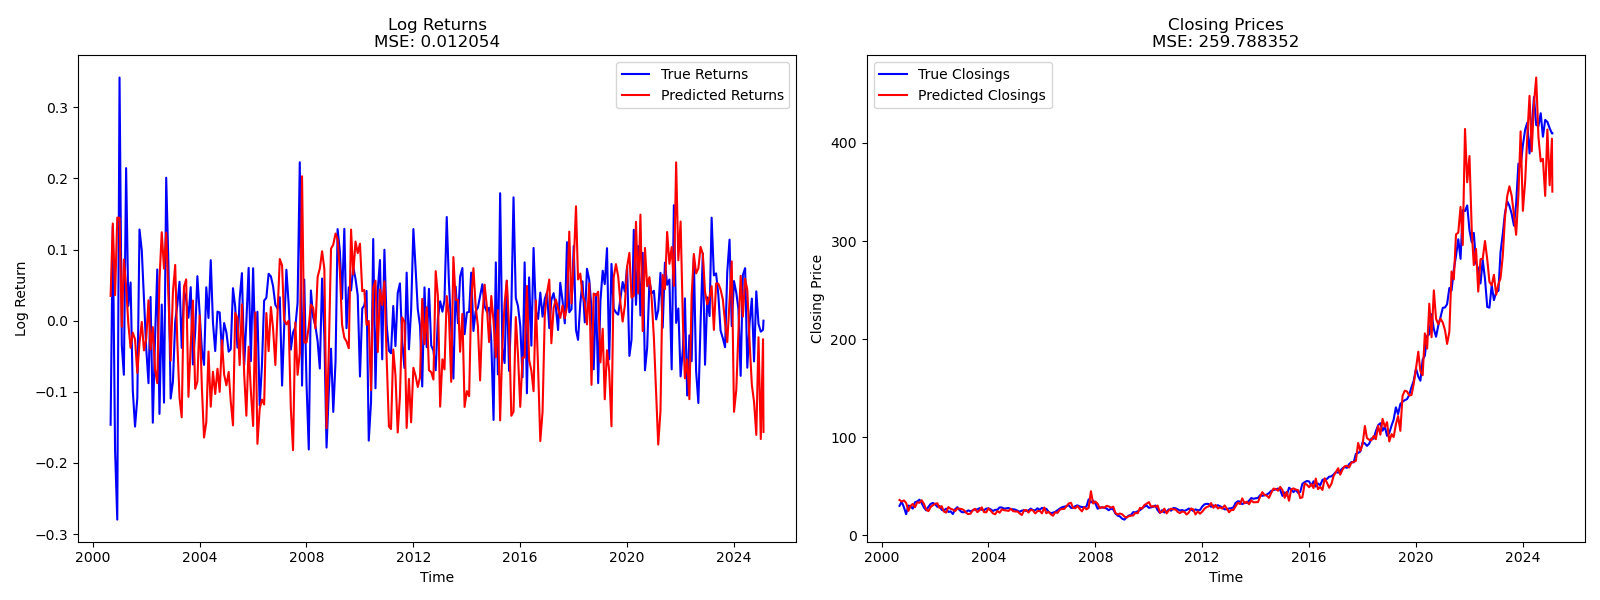 Log Returns
MSE: 0.012054
True Returns
Predicted Returns
Log Return
0.3
0.2
0.1
0.0
−0.1
−0.2
−0.3
2000
2004
2008
2012
2016
2020
2024
Time
Closing Prices
MSE: 259.788352
True Closings
Predicted Closings
Closing Price
400
300
200
100
0
2000
2004
2008
2012
2016
2020
2024
Time